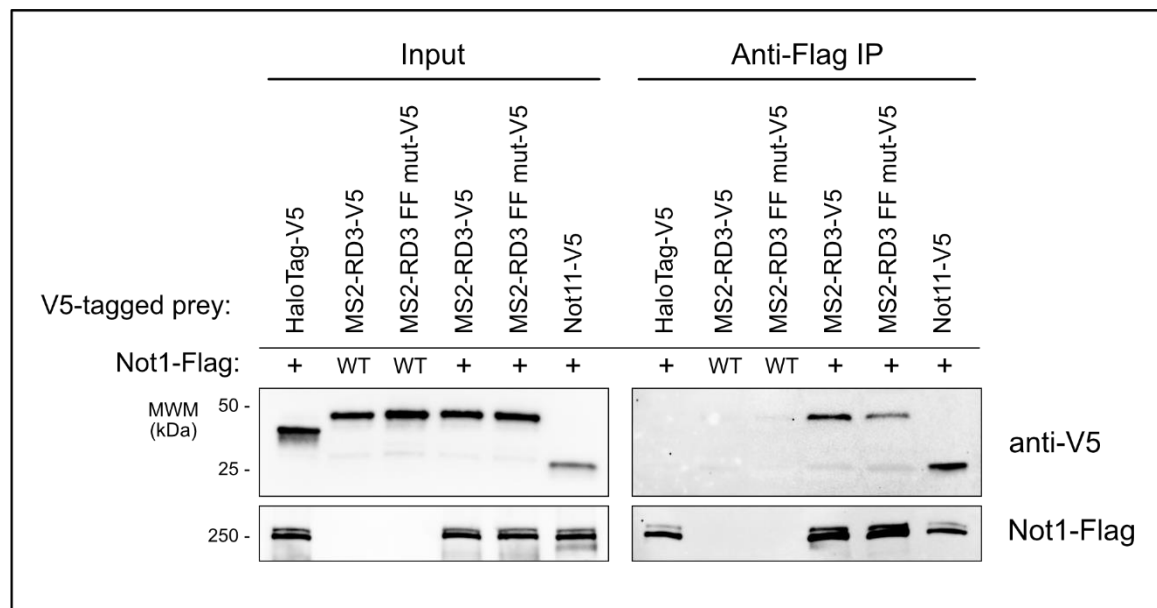 Input
Anti-Flag IP
V5-tagged prey:
HaloTag-V5
MS2-RD3-V5
MS2-RD3 FF mut-V5
MS2-RD3-V5
MS2-RD3 FF mut-V5
Not11-V5
HaloTag-V5
MS2-RD3-V5
MS2-RD3 FF mut-V5
MS2-RD3-V5
MS2-RD3 FF mut-V5
Not11-V5
Not1-Flag: + WT WT + + + + WT WT + + +
MWM
(kDa)
50 -
25 -
anti-V5
250 -
Not1-Flag